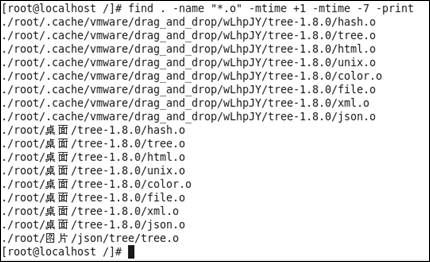 [root@localhost /]# find . -name "*.o" -mtime +1 -mtime -7 -print
./root/.cache/vmware/drag_and_drop/wLhpJY/tree-1.8.0/hash.o
./root/.cache/vmware/drag_and_drop/wLhpJY/tree-1.8.0/tree.o
./root/.cache/vmware/drag_and_drop/wLhpJY/tree-1.8.0/html.o
./root/.cache/vmware/drag_and_drop/wLhpJY/tree-1.8.0/unix.o
./root/.cache/vmware/drag_and_drop/wLhpJY/tree-1.8.0/color.o
./root/.cache/vmware/drag_and_drop/wLhpJY/tree-1.8.0/file.o
./root/.cache/vmware/drag_and_drop/wLhpJY/tree-1.8.0/xml.o
./root/.cache/vmware/drag_and_drop/wLhpJY/tree-1.8.0/json.o
./root/桌面/tree-1.8.0/hash.o
./root/桌面/tree-1.8.0/tree.o
./root/桌面/tree-1.8.0/html.o
./root/桌面/tree-1.8.0/unix.o
./root/桌面/tree-1.8.0/color.o
./root/桌面/tree-1.8.0/file.o
./root/桌面/tree-1.8.0/xml.o
./root/桌面/tree-1.8.0/json.o
./root/图片/json/tree/tree.o
[root@localhost /]#